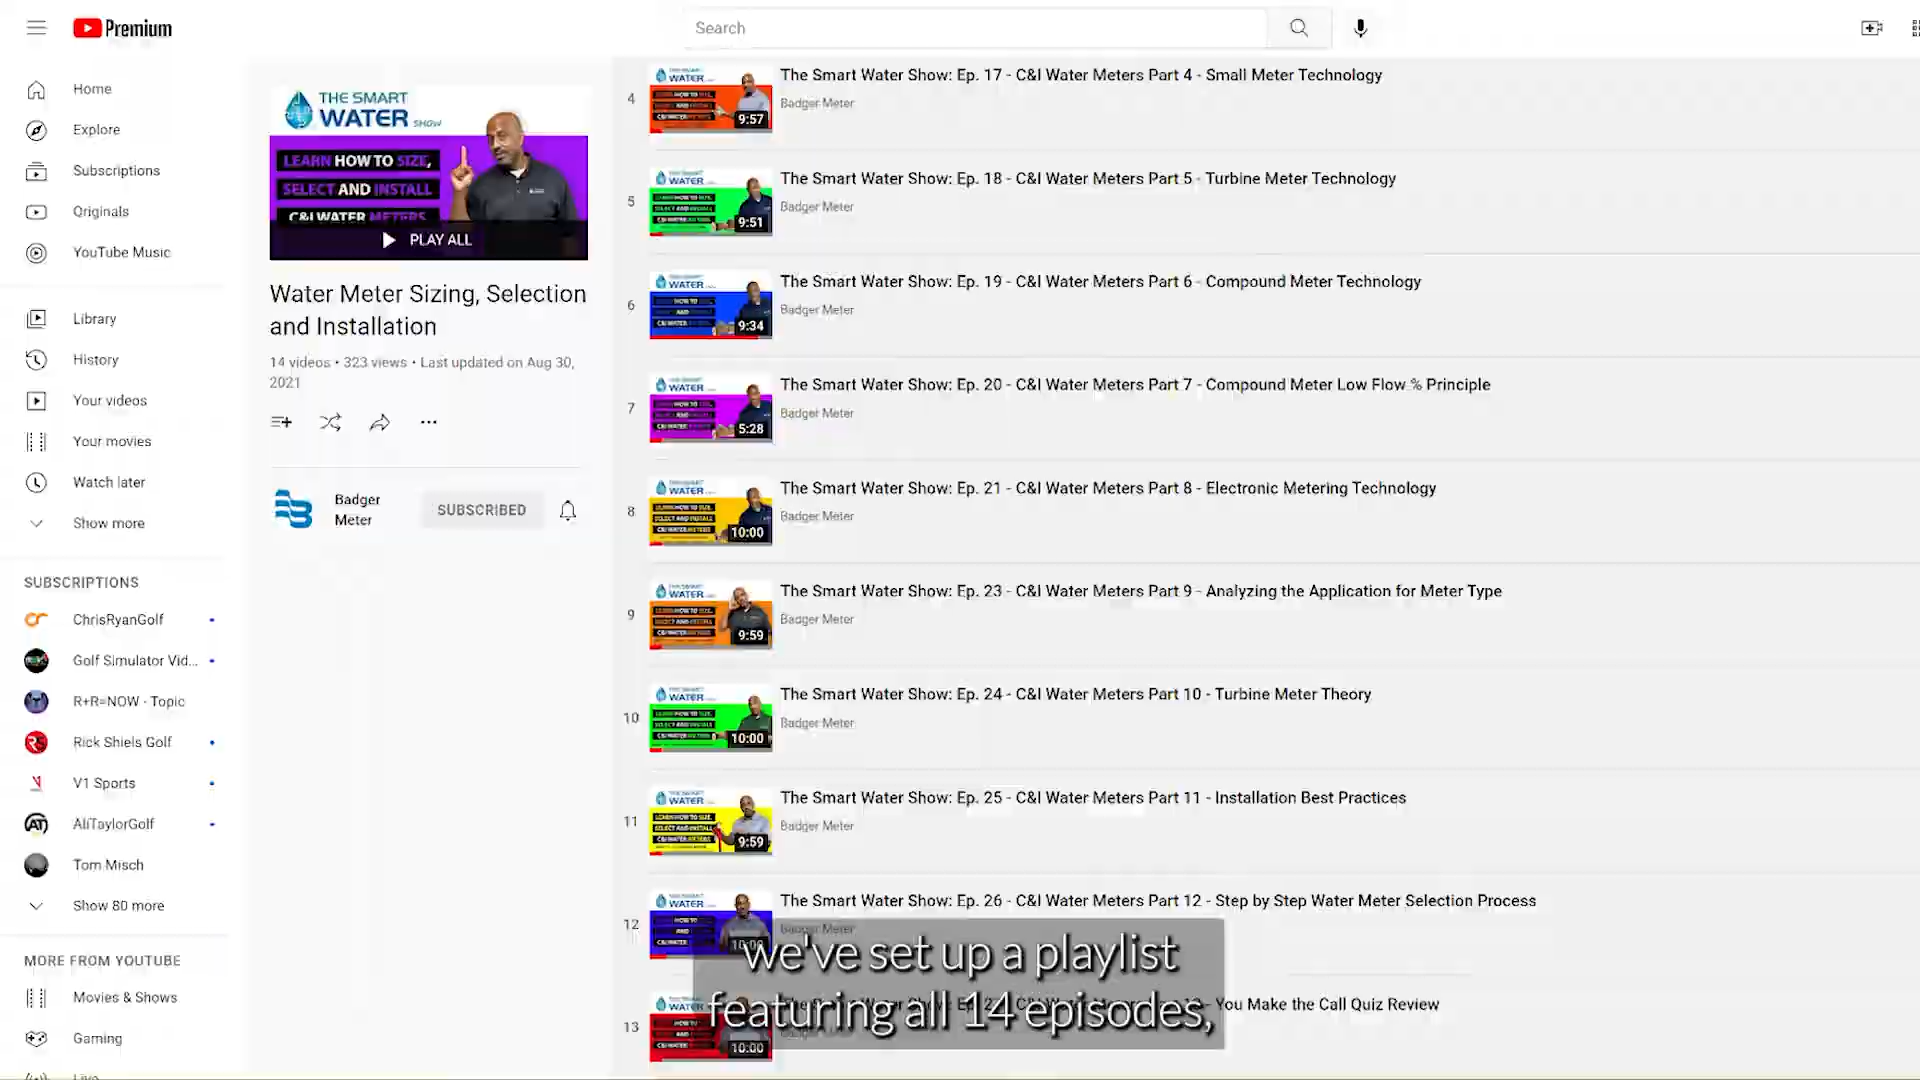 Premium
Search
Home
Explore
Subscriptions
Originals
YouTube Music
Library
History
Your videos
Your movies
Watch later
Show more
SUBSCRIPTIONS
ChrisRyanGolf
Golf Simulator Vid...
R+R=NOW - Topic
Rick Shiels Golf
V1 Sports
AliTaylorGolf
Tom Misch
Show 80 more
MORE FROM YOUTUBE
Movies & Shows
Gaming
Live
THE SMART
WATER SHOW
LEARN HOW TO SIZE,
SELECT AND INSTALL
C&I WATER METERS
PLAY ALL
Water Meter Sizing, Selection
and Installation
14 videos • 323 views • Last updated on Aug 30,
2021
Badger
Meter
SUBSCRIBED
4
9:57
The Smart Water Show: Ep. 17 - C&I Water Meters Part 4 - Small Meter Technology
Badger Meter
5
9:51
The Smart Water Show: Ep. 18 - C&I Water Meters Part 5 - Turbine Meter Technology
Badger Meter
6
9:34
The Smart Water Show: Ep. 19 - C&I Water Meters Part 6 - Compound Meter Technology
Badger Meter
7
5:28
The Smart Water Show: Ep. 20 - C&I Water Meters Part 7 - Compound Meter Low Flow % Principle
Badger Meter
8
10:00
The Smart Water Show: Ep. 21 - C&I Water Meters Part 8 - Electronic Metering Technology
Badger Meter
9
9:59
The Smart Water Show: Ep. 23 - C&I Water Meters Part 9 - Analyzing the Application for Meter Type
Badger Meter
10
10:00
The Smart Water Show: Ep. 24 - C&I Water Meters Part 10 - Turbine Meter Theory
Badger Meter
11
9:59
The Smart Water Show: Ep. 25 - C&I Water Meters Part 11 - Installation Best Practices
Badger Meter
12
The Smart Water Show: Ep. 26 - C&I Water Meters Part 12 - Step by Step Water Meter Selection Process
Badger Meter
13
10:00
You Make the Call Quiz Review
we've set up a playlist
featuring all 14 episodes,